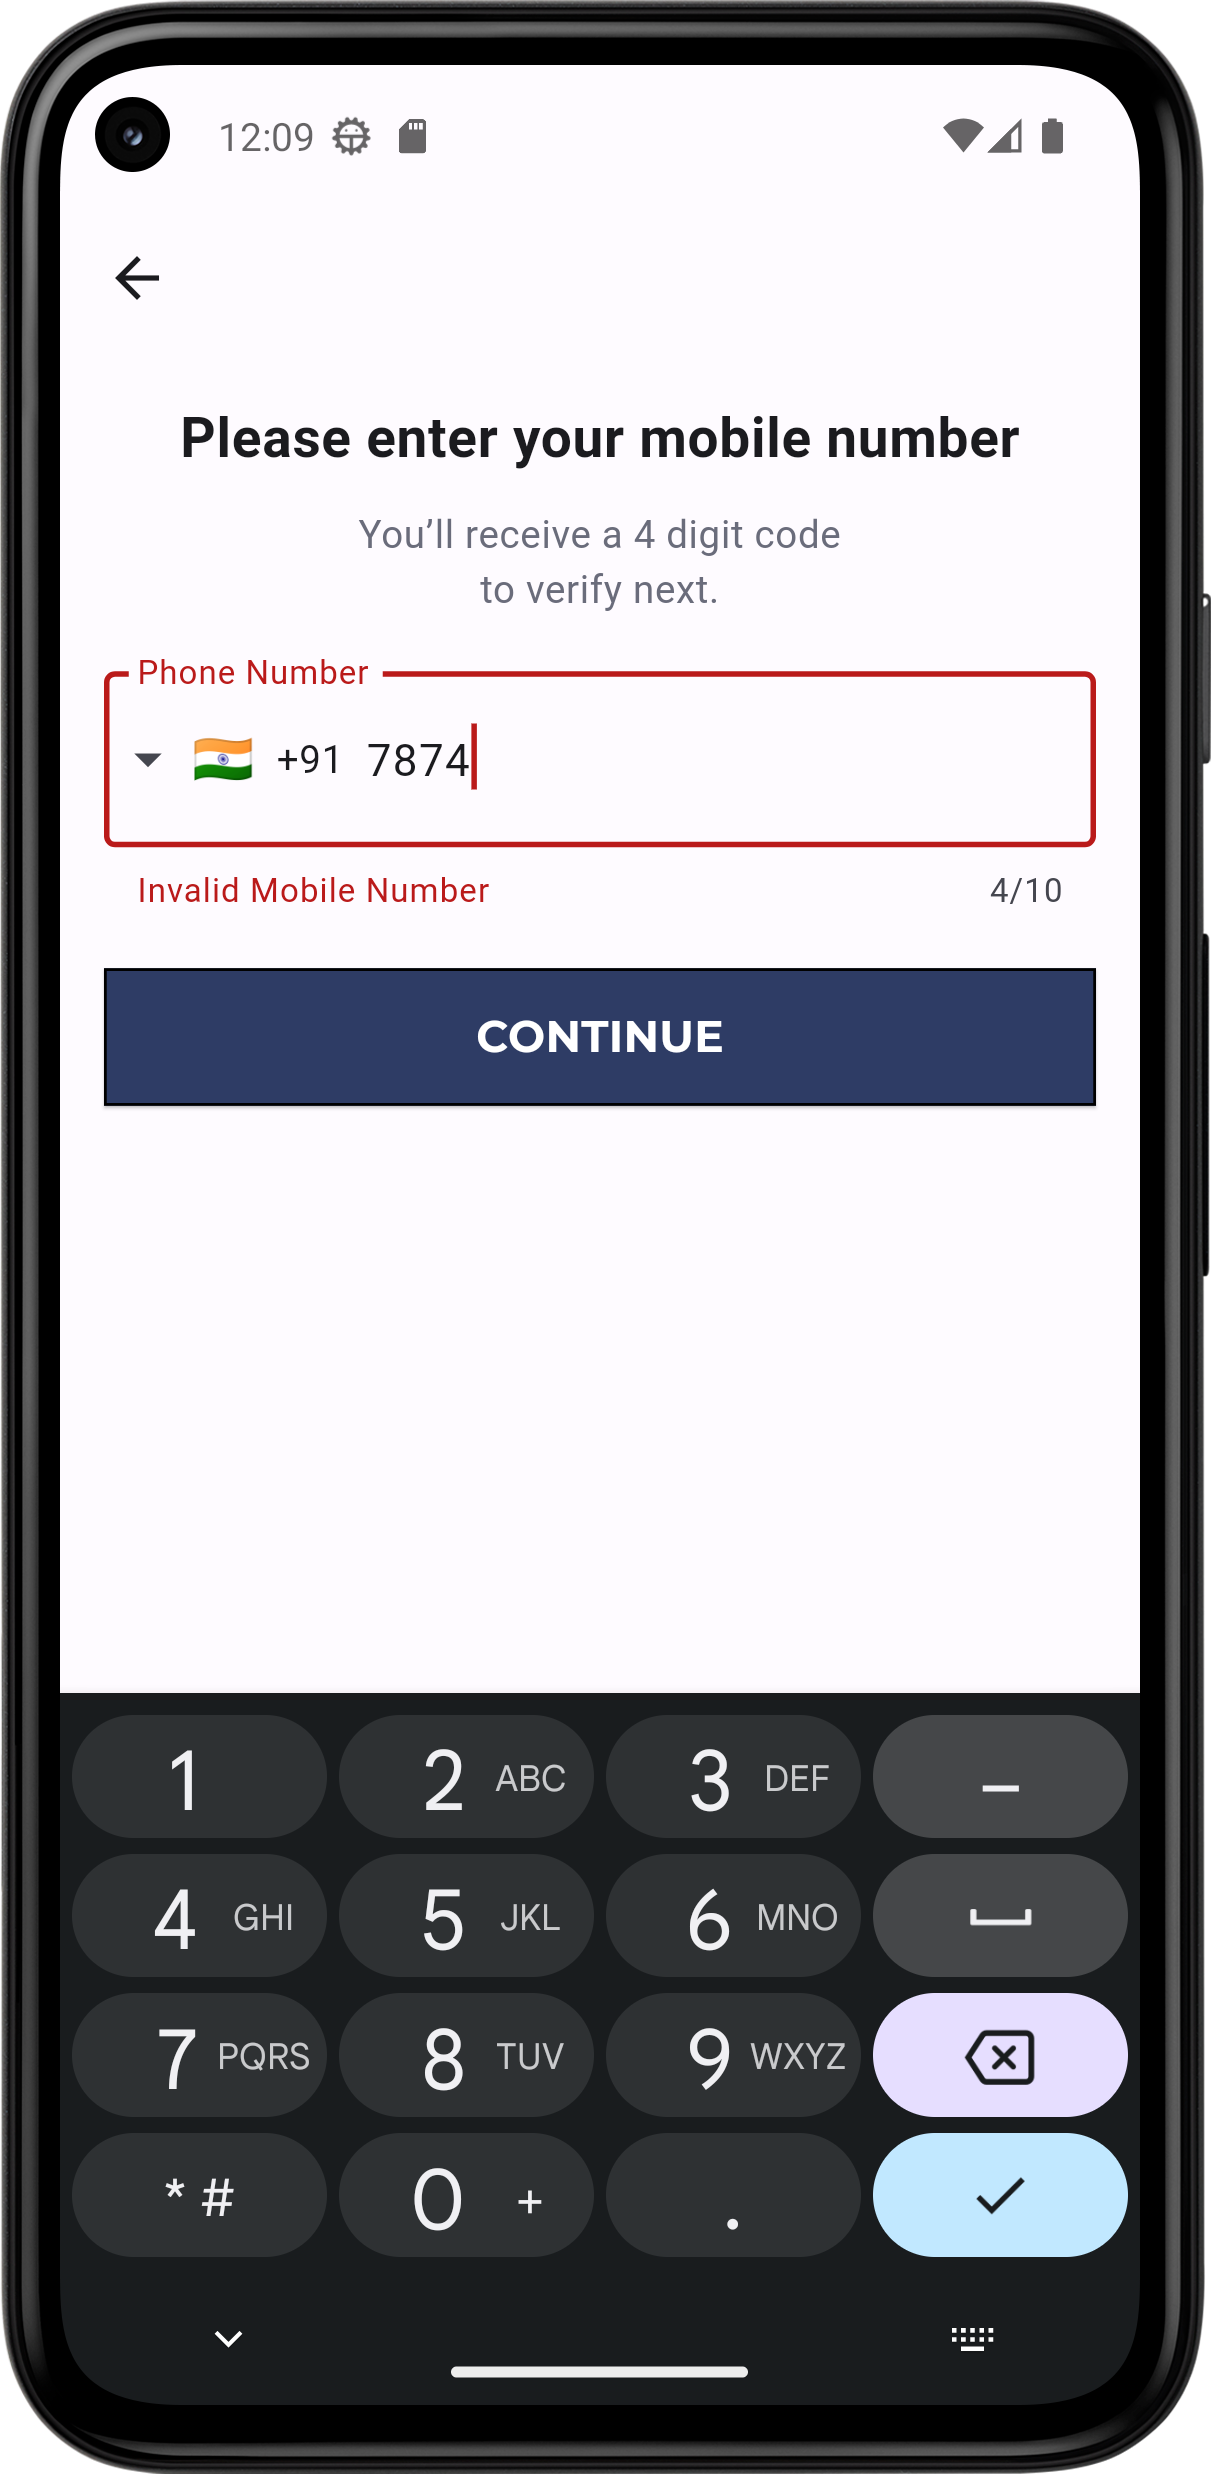 12:09
Please enter your mobile number
You’ll receive a 4 digit code
to verify next.
Phone Number
+91 7874
Invalid Mobile Number 4/10
CONTINUE
1 2 ABC 3 DEF –
4 GHI 5 JKL 6 MNO
7 PQRS 8 TUV 9 WXYZ
* # 0 + .